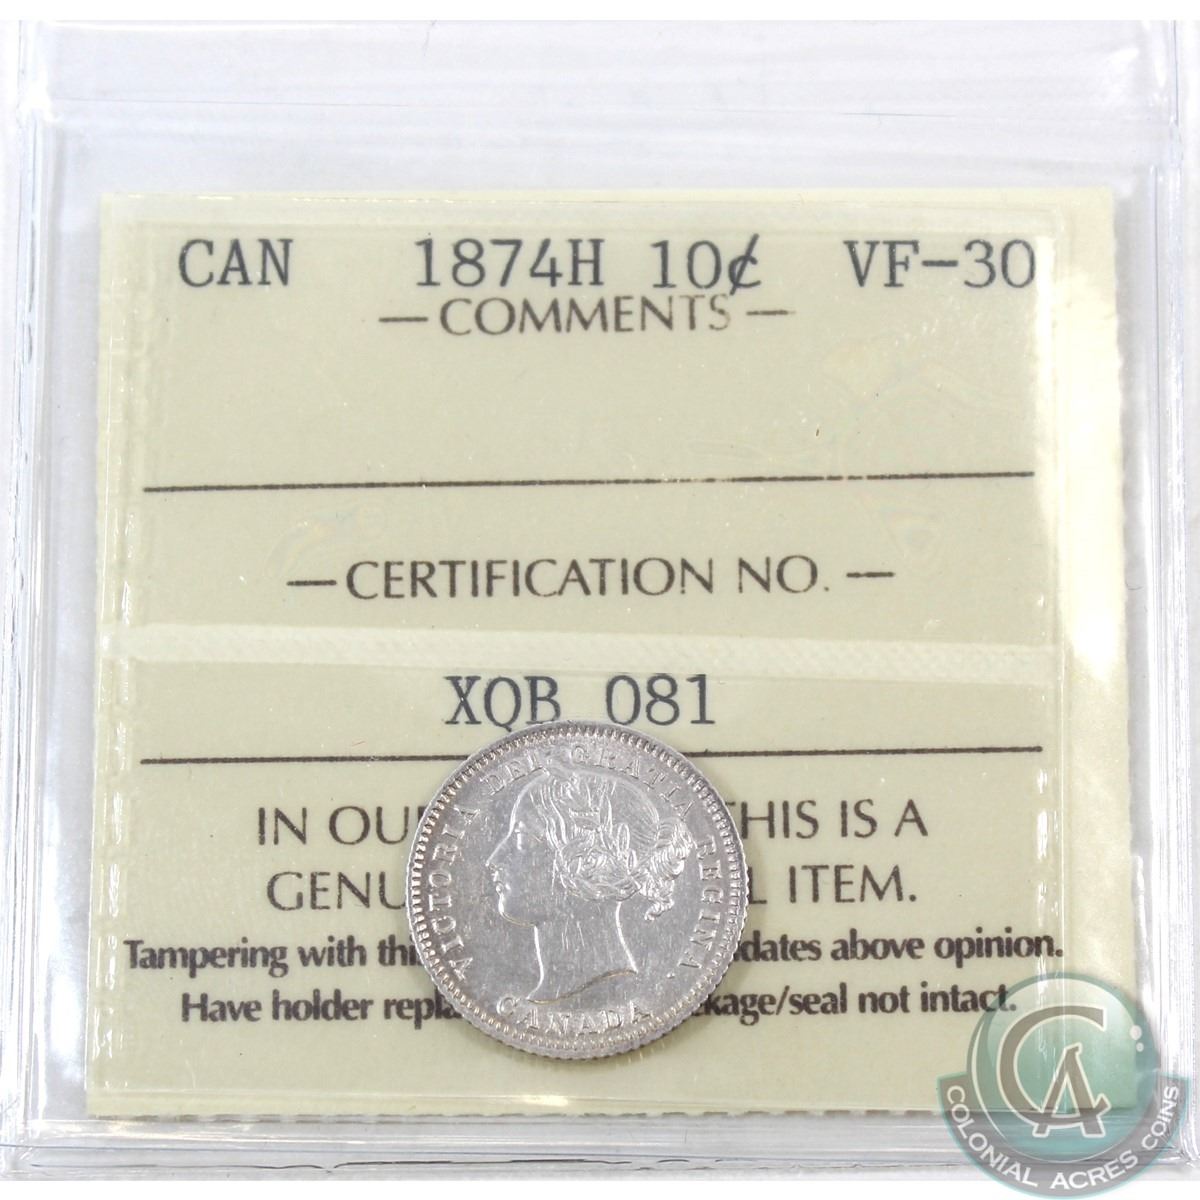 CAN 1874H 10¢ VF-30
— COMMENTS —
— CERTIFICATION NO. —
XQB 081
IN OU THIS IS A
GENU L ITEM.
Tampering with thi dates above opinion.
Have holder repla kage/seal not intact.
VICTORIA DEI GRATIA REGINA.
CANADA
CA
COLONIAL ACRES COINS